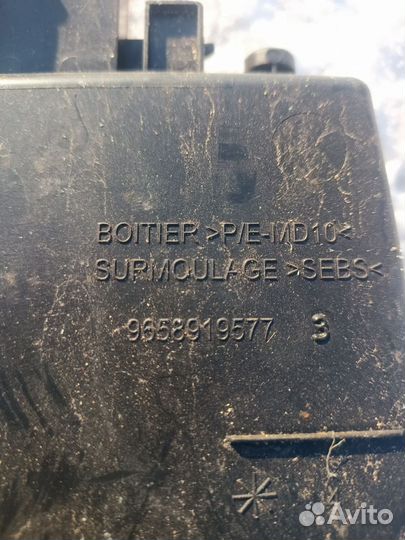 BOITIER >P/E-MD10<
SURMOULAGE >SEBS<
9658919577 3
Avito